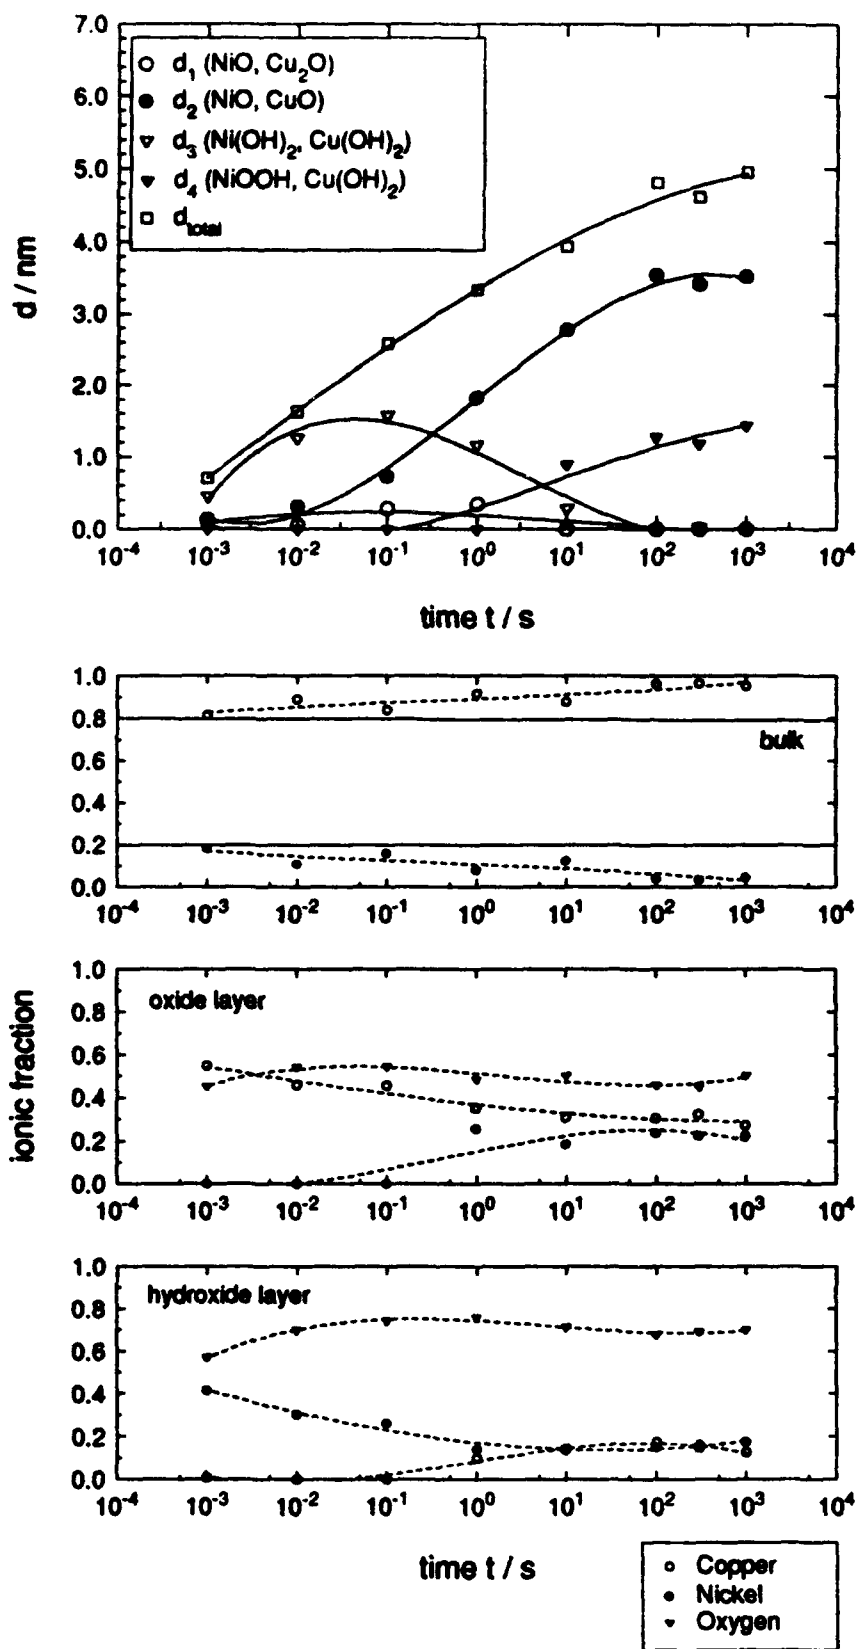 7.0
6.0
5.0
4.0
3.0
2.0
1.0
0.0
d / nm
d₁ (NiO, Cu₂O)
d₂ (NiO, CuO)
d₃ (Ni(OH)₂, Cu(OH)₂)
d₄ (NiOOH, Cu(OH)₂)
d_total
10⁻⁴ 10⁻³ 10⁻² 10⁻¹ 10⁰ 10¹ 10² 10³ 10⁴
time t / s
1.0
0.8
0.6
0.4
0.2
0.0
bulk
10⁻⁴ 10⁻³ 10⁻² 10⁻¹ 10⁰ 10¹ 10² 10³ 10⁴
ionic fraction
1.0
0.8
0.6
0.4
0.2
0.0
oxide layer
10⁻⁴ 10⁻³ 10⁻² 10⁻¹ 10⁰ 10¹ 10² 10³ 10⁴
1.0
0.8
0.6
0.4
0.2
0.0
hydroxide layer
10⁻⁴ 10⁻³ 10⁻² 10⁻¹ 10⁰ 10¹ 10² 10³ 10⁴
time t / s
Copper
Nickel
Oxygen